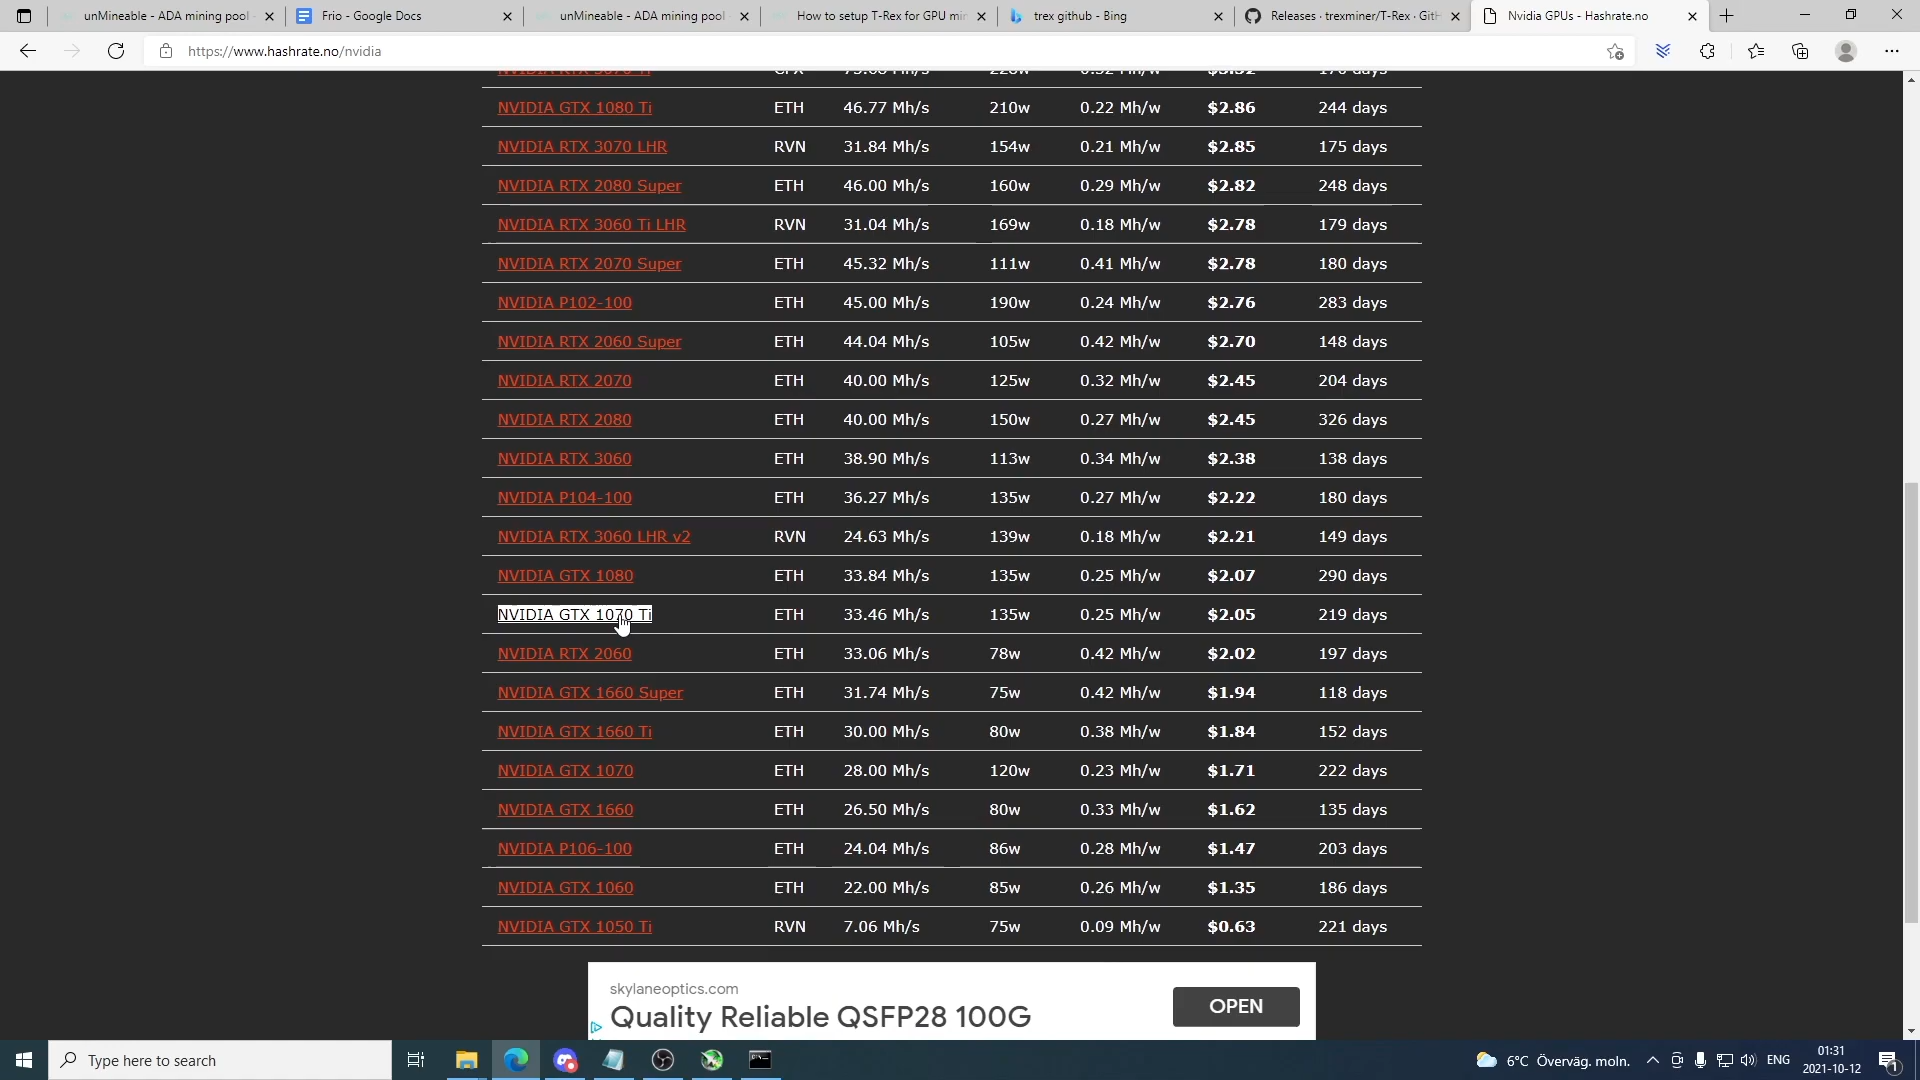 unMineable - ADA mining pool -
Frio - Google Docs
unMineable - ADA mining pool -
How to setup T-Rex for GPU min
trex github - Bing
Releases · trexminer/T-Rex · GitH
Nvidia GPUs - Hashrate.no
https://www.hashrate.no/nvidia
NVIDIA GTX 1080 Ti ETH 46.77 Mh/s 210w 0.22 Mh/w $2.86 244 days
NVIDIA RTX 3070 LHR RVN 31.84 Mh/s 154w 0.21 Mh/w $2.85 175 days
NVIDIA RTX 2080 Super ETH 46.00 Mh/s 160w 0.29 Mh/w $2.82 248 days
NVIDIA RTX 3060 Ti LHR RVN 31.04 Mh/s 169w 0.18 Mh/w $2.78 179 days
NVIDIA RTX 2070 Super ETH 45.32 Mh/s 111w 0.41 Mh/w $2.78 180 days
NVIDIA P102-100 ETH 45.00 Mh/s 190w 0.24 Mh/w $2.76 283 days
NVIDIA RTX 2060 Super ETH 44.04 Mh/s 105w 0.42 Mh/w $2.70 148 days
NVIDIA RTX 2070 ETH 40.00 Mh/s 125w 0.32 Mh/w $2.45 204 days
NVIDIA RTX 2080 ETH 40.00 Mh/s 150w 0.27 Mh/w $2.45 326 days
NVIDIA RTX 3060 ETH 38.90 Mh/s 113w 0.34 Mh/w $2.38 138 days
NVIDIA P104-100 ETH 36.27 Mh/s 135w 0.27 Mh/w $2.22 180 days
NVIDIA RTX 3060 LHR v2 RVN 24.63 Mh/s 139w 0.18 Mh/w $2.21 149 days
NVIDIA GTX 1080 ETH 33.84 Mh/s 135w 0.25 Mh/w $2.07 290 days
NVIDIA GTX 1070 Ti ETH 33.46 Mh/s 135w 0.25 Mh/w $2.05 219 days
NVIDIA RTX 2060 ETH 33.06 Mh/s 78w 0.42 Mh/w $2.02 197 days
NVIDIA GTX 1660 Super ETH 31.74 Mh/s 75w 0.42 Mh/w $1.94 118 days
NVIDIA GTX 1660 Ti ETH 30.00 Mh/s 80w 0.38 Mh/w $1.84 152 days
NVIDIA GTX 1070 ETH 28.00 Mh/s 120w 0.23 Mh/w $1.71 222 days
NVIDIA GTX 1660 ETH 26.50 Mh/s 80w 0.33 Mh/w $1.62 135 days
NVIDIA P106-100 ETH 24.04 Mh/s 86w 0.28 Mh/w $1.47 203 days
NVIDIA GTX 1060 ETH 22.00 Mh/s 85w 0.26 Mh/w $1.35 186 days
NVIDIA GTX 1050 Ti RVN 7.06 Mh/s 75w 0.09 Mh/w $0.63 221 days
skylaneoptics.com
Quality Reliable QSFP28 100G
OPEN
Type here to search
6°C Överväg. moln.
ENG
01:31
2021-10-12
1